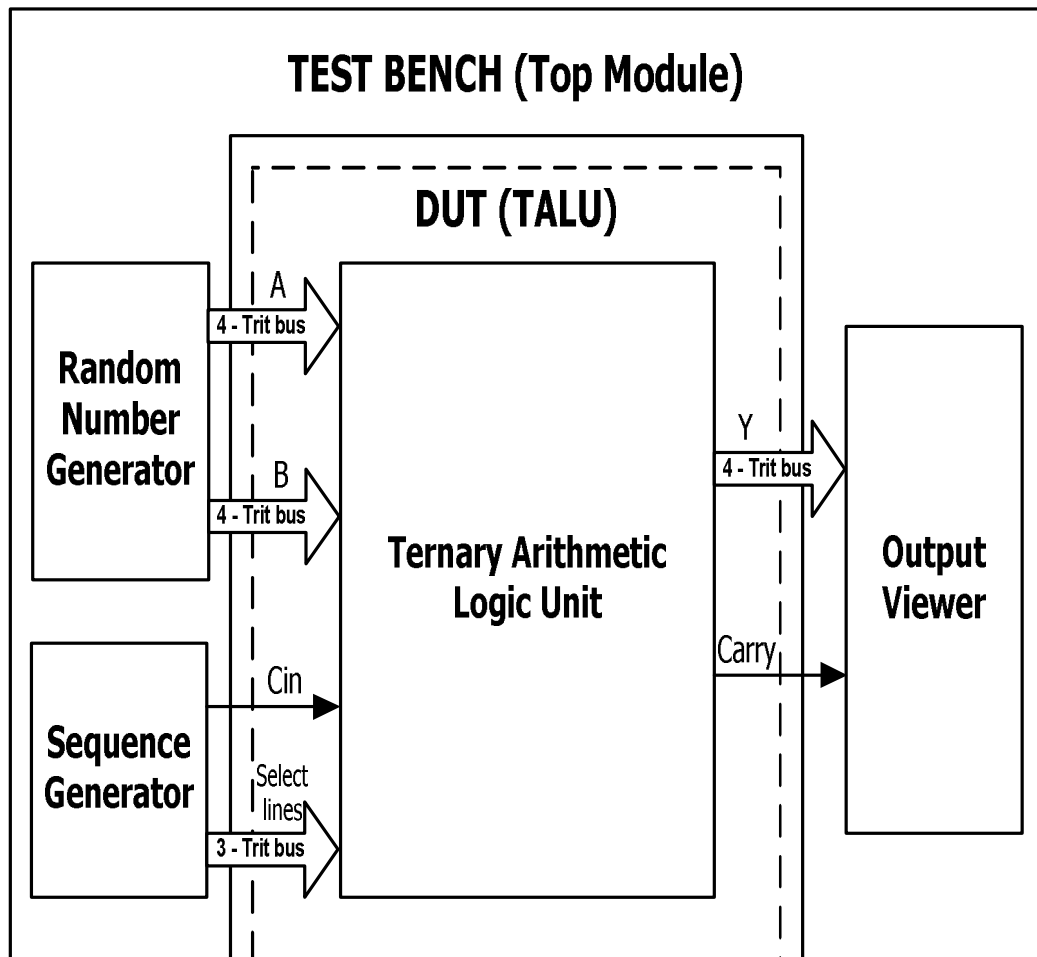 TEST BENCH (Top Module)
DUT (TALU)
Random
Number
Generator
A
4 - Trit bus
B
4 - Trit bus
Sequence
Generator
Cin
Select
lines
3 - Trit bus
Ternary Arithmetic
Logic Unit
Y
4 - Trit bus
Carry
Output
Viewer